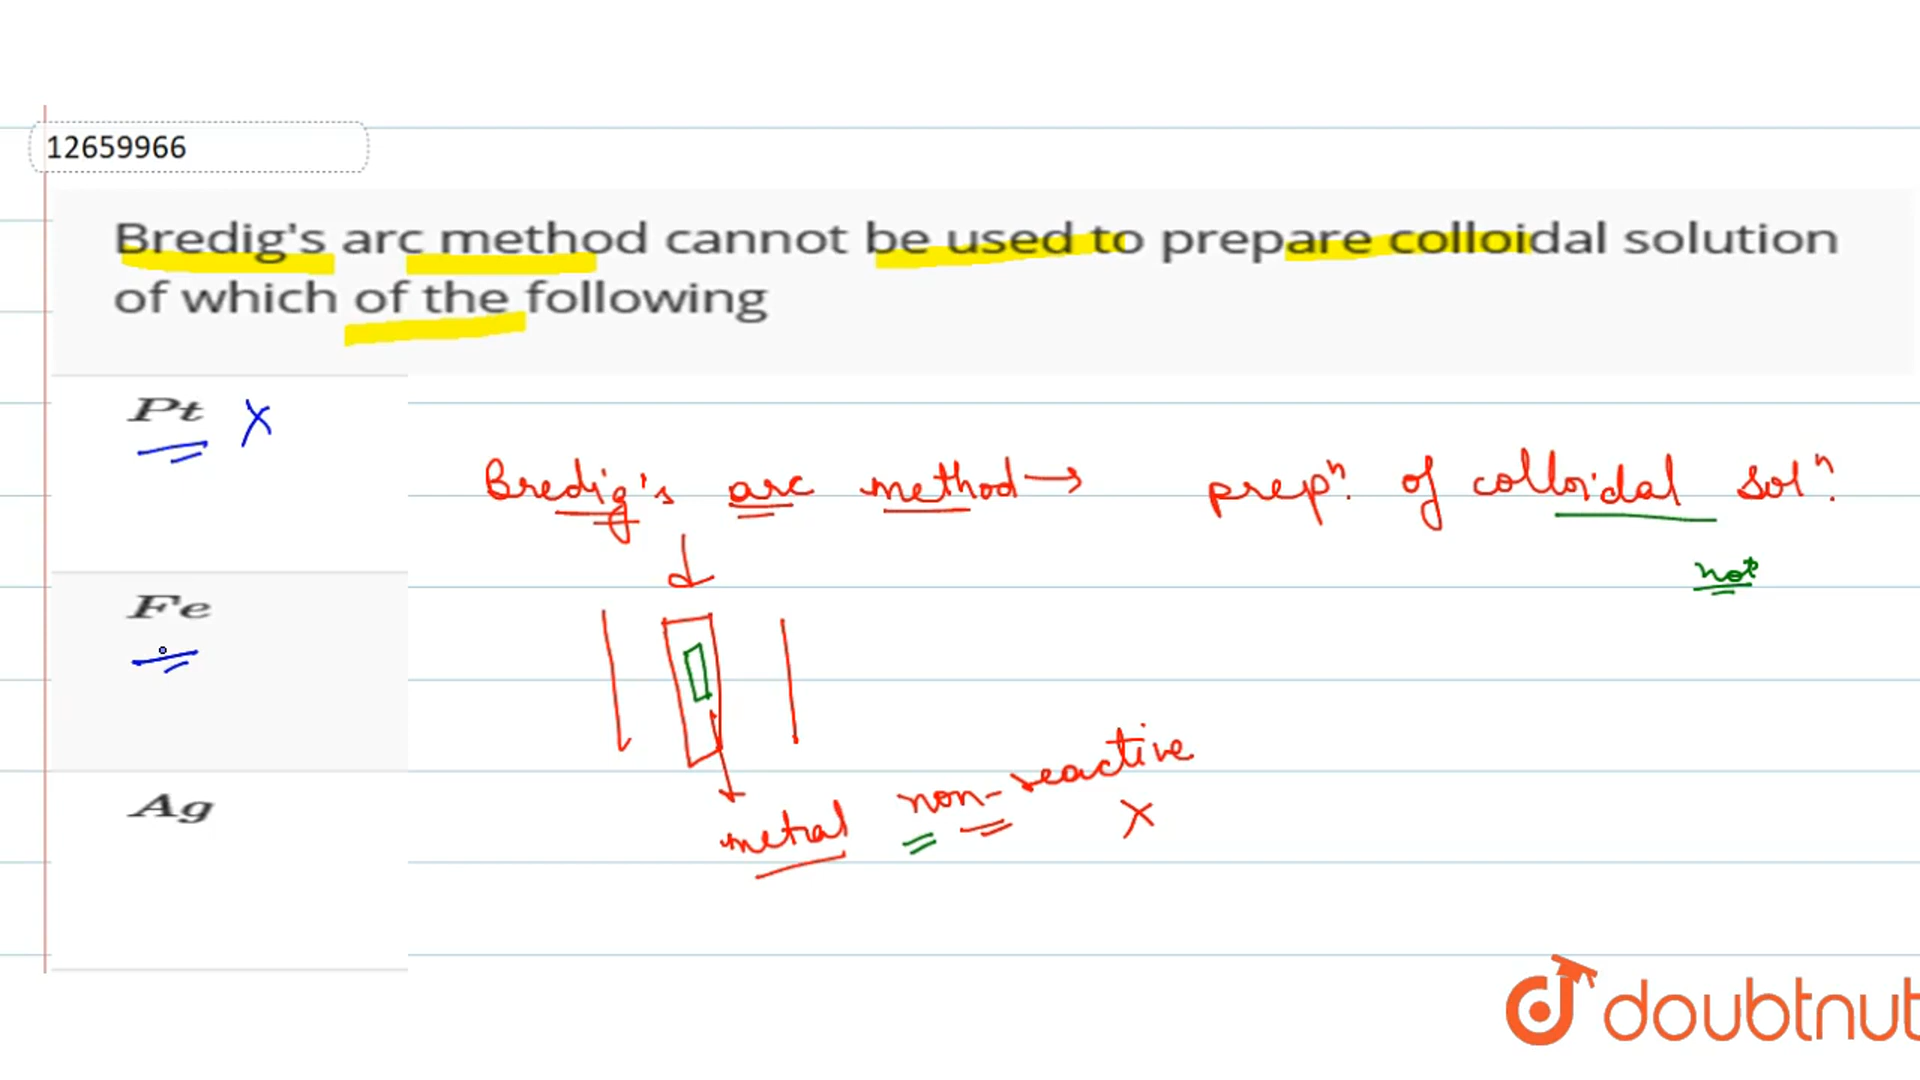 12659966
Bredig's arc method cannot be used to prepare colloidal solution
of which of the following
Pt X
Bredig's arc method → prepⁿ. of colloidal solⁿ.
not
Fe
non-reactive
X
Ag
metal
doubtnut